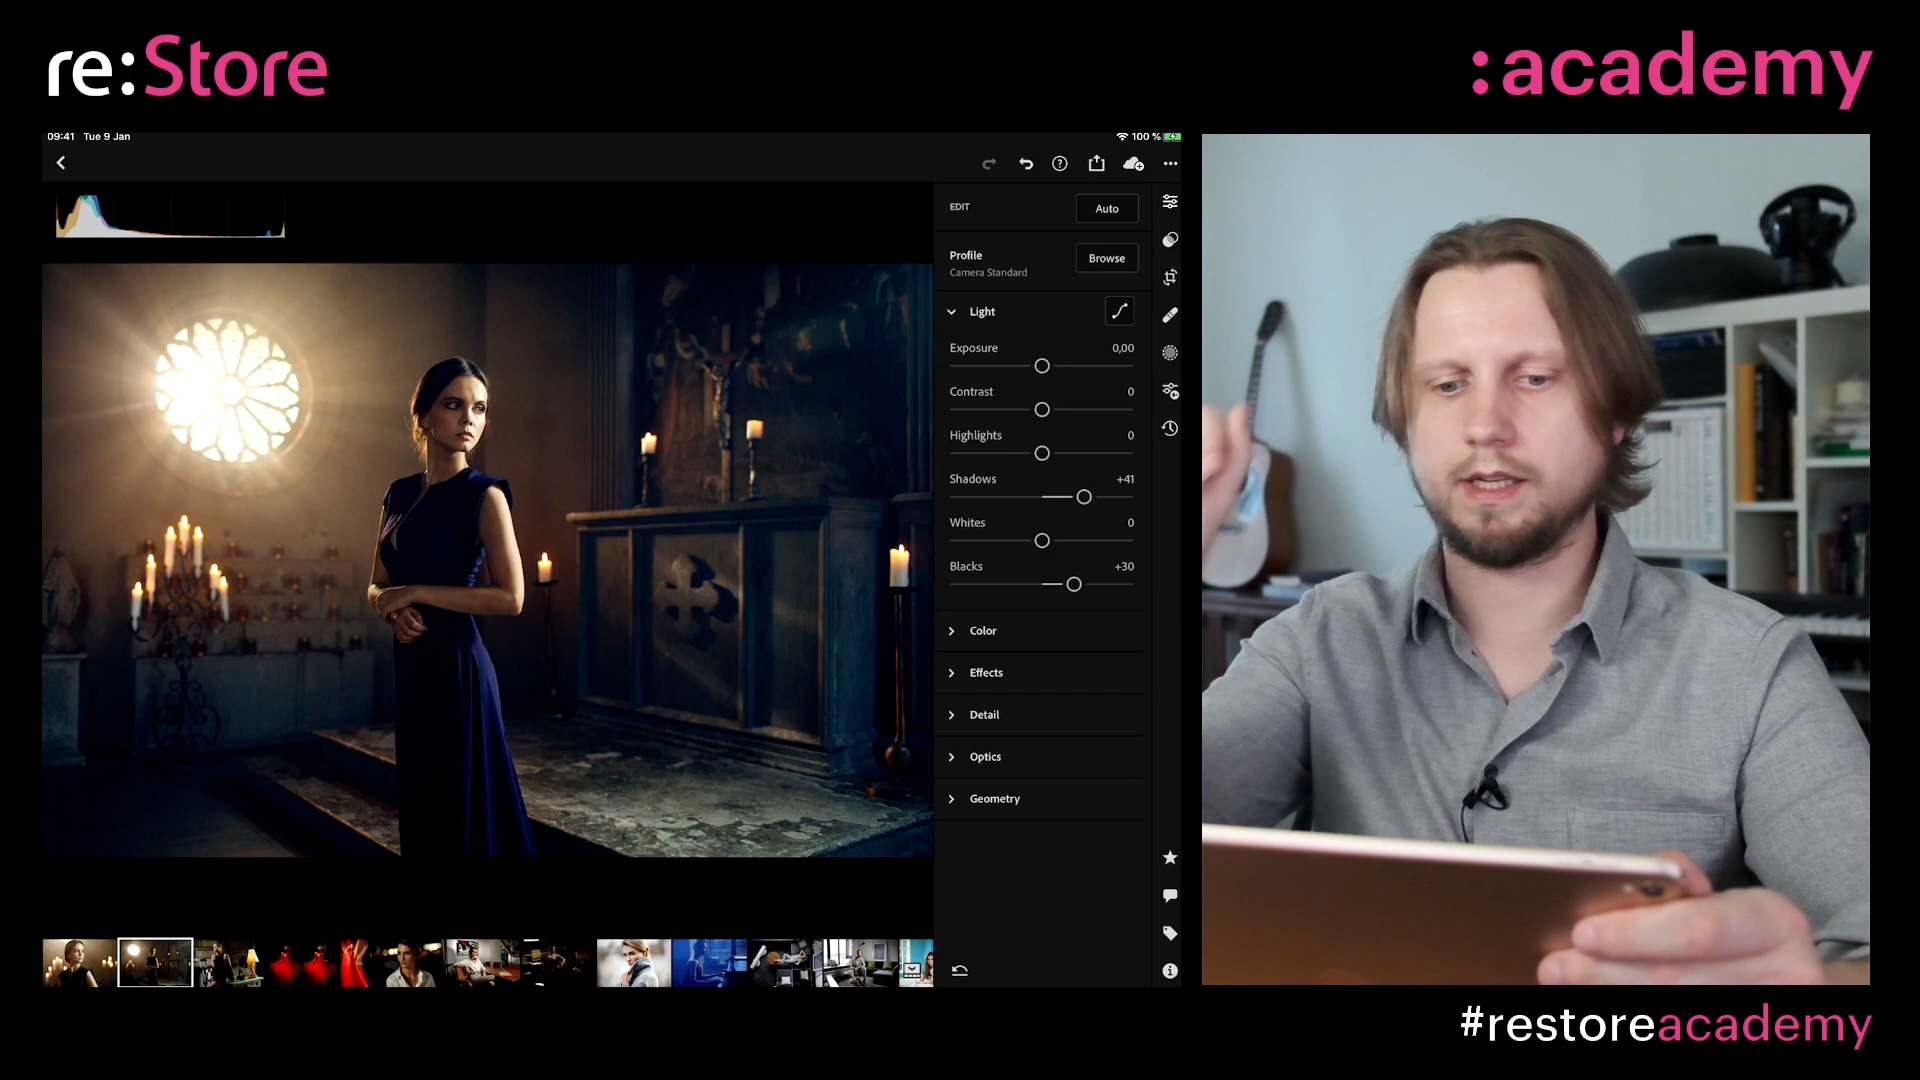 re:Store
:academy
09:41 Tue 9 Jan
100 %
EDIT
Auto
Profile
Camera Standard
Browse
Light
Exposure 0,00
Contrast 0
Highlights 0
Shadows +41
Whites 0
Blacks +30
Color
Effects
Detail
Optics
Geometry
#restoreacademy